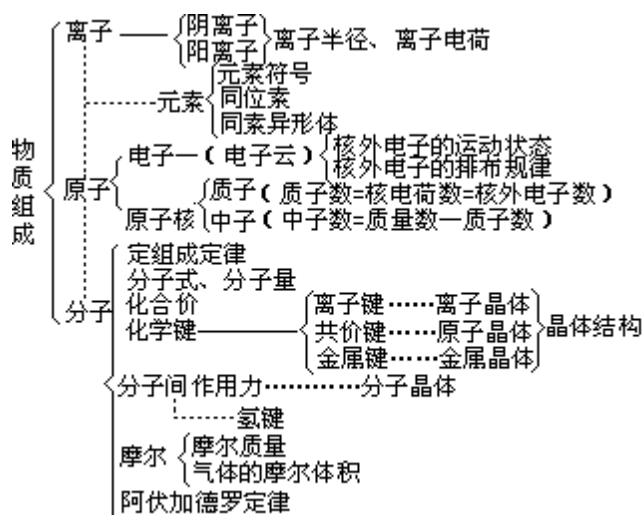 离子 —— 阴离子 离子半径、离子电荷
阳离子
元素符号
元素 同位素
同素异形体
物质组成
电子—（电子云） 核外电子的运动状态
核外电子的排布规律
原子
质子（质子数=核电荷数=核外电子数）
原子核 中子（中子数=质量数—质子数）
定组成定律
分子式、分子量
分子
化合价 离子键……离子晶体
化学键 共价键……原子晶体 晶体结构
金属键……金属晶体
分子间作用力…………分子晶体
氢键
摩尔 摩尔质量
气体的摩尔体积
阿伏加德罗定律